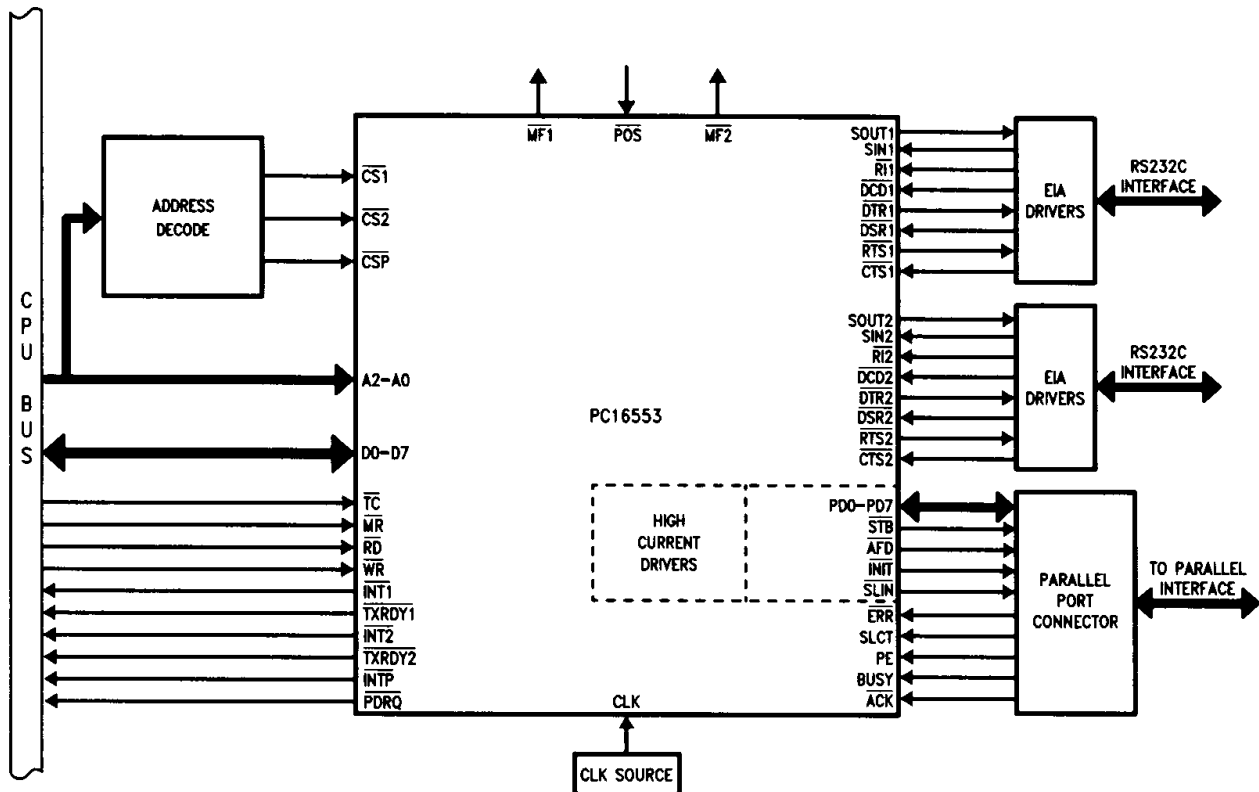 MF1
POS
MF2
CPU BUS
ADDRESS
DECODE
CS1
CS2
CSP
A2-A0
D0-D7
TC
MR
RD
WR
INT1
TXRDY1
INT2
TXRDY2
INTP
PDRQ
PC16553
HIGH
CURRENT
DRIVERS
CLK
CLK SOURCE
SOUT1
SIN1
RI1
DCD1
DTR1
DSR1
RTS1
CTS1
EIA
DRIVERS
RS232C
INTERFACE
SOUT2
SIN2
RI2
DCD2
DTR2
DSR2
RTS2
CTS2
EIA
DRIVERS
RS232C
INTERFACE
PD0-PD7
STB
AFD
INIT
SLIN
ERR
SLCT
PE
BUSY
ACK
PARALLEL
PORT
CONNECTOR
TO PARALLEL
INTERFACE